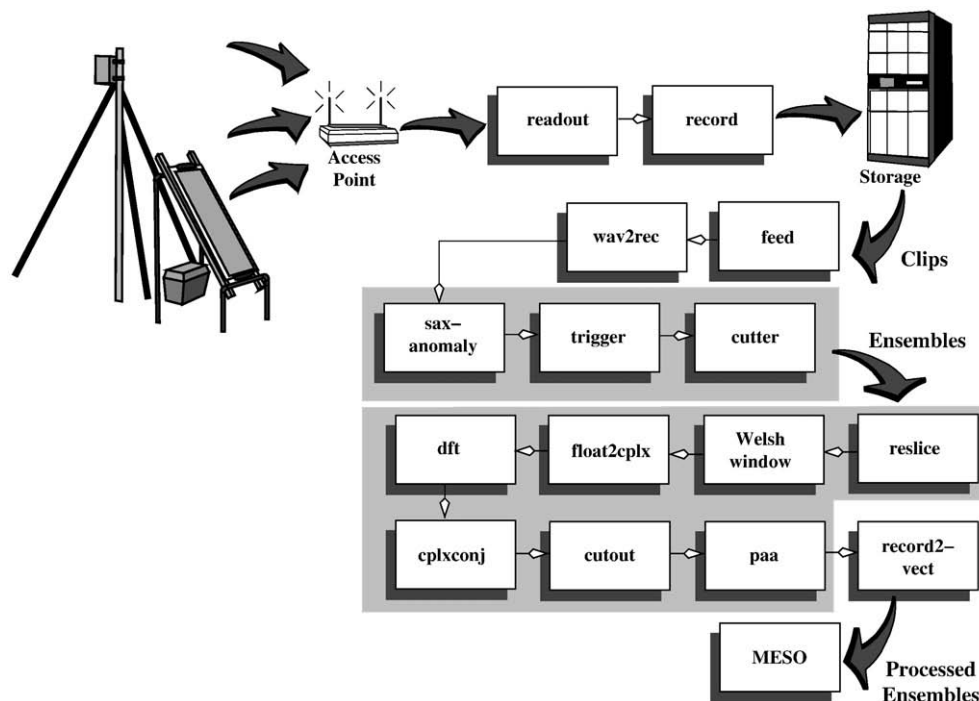 Access
Point
readout
record
Storage
wav2rec
feed
Clips
sax–
anomaly
trigger
cutter
Ensembles
dft
float2cplx
Welsh
window
reslice
cplxconj
cutout
paa
record2–
vect
MESO
Processed
Ensembles